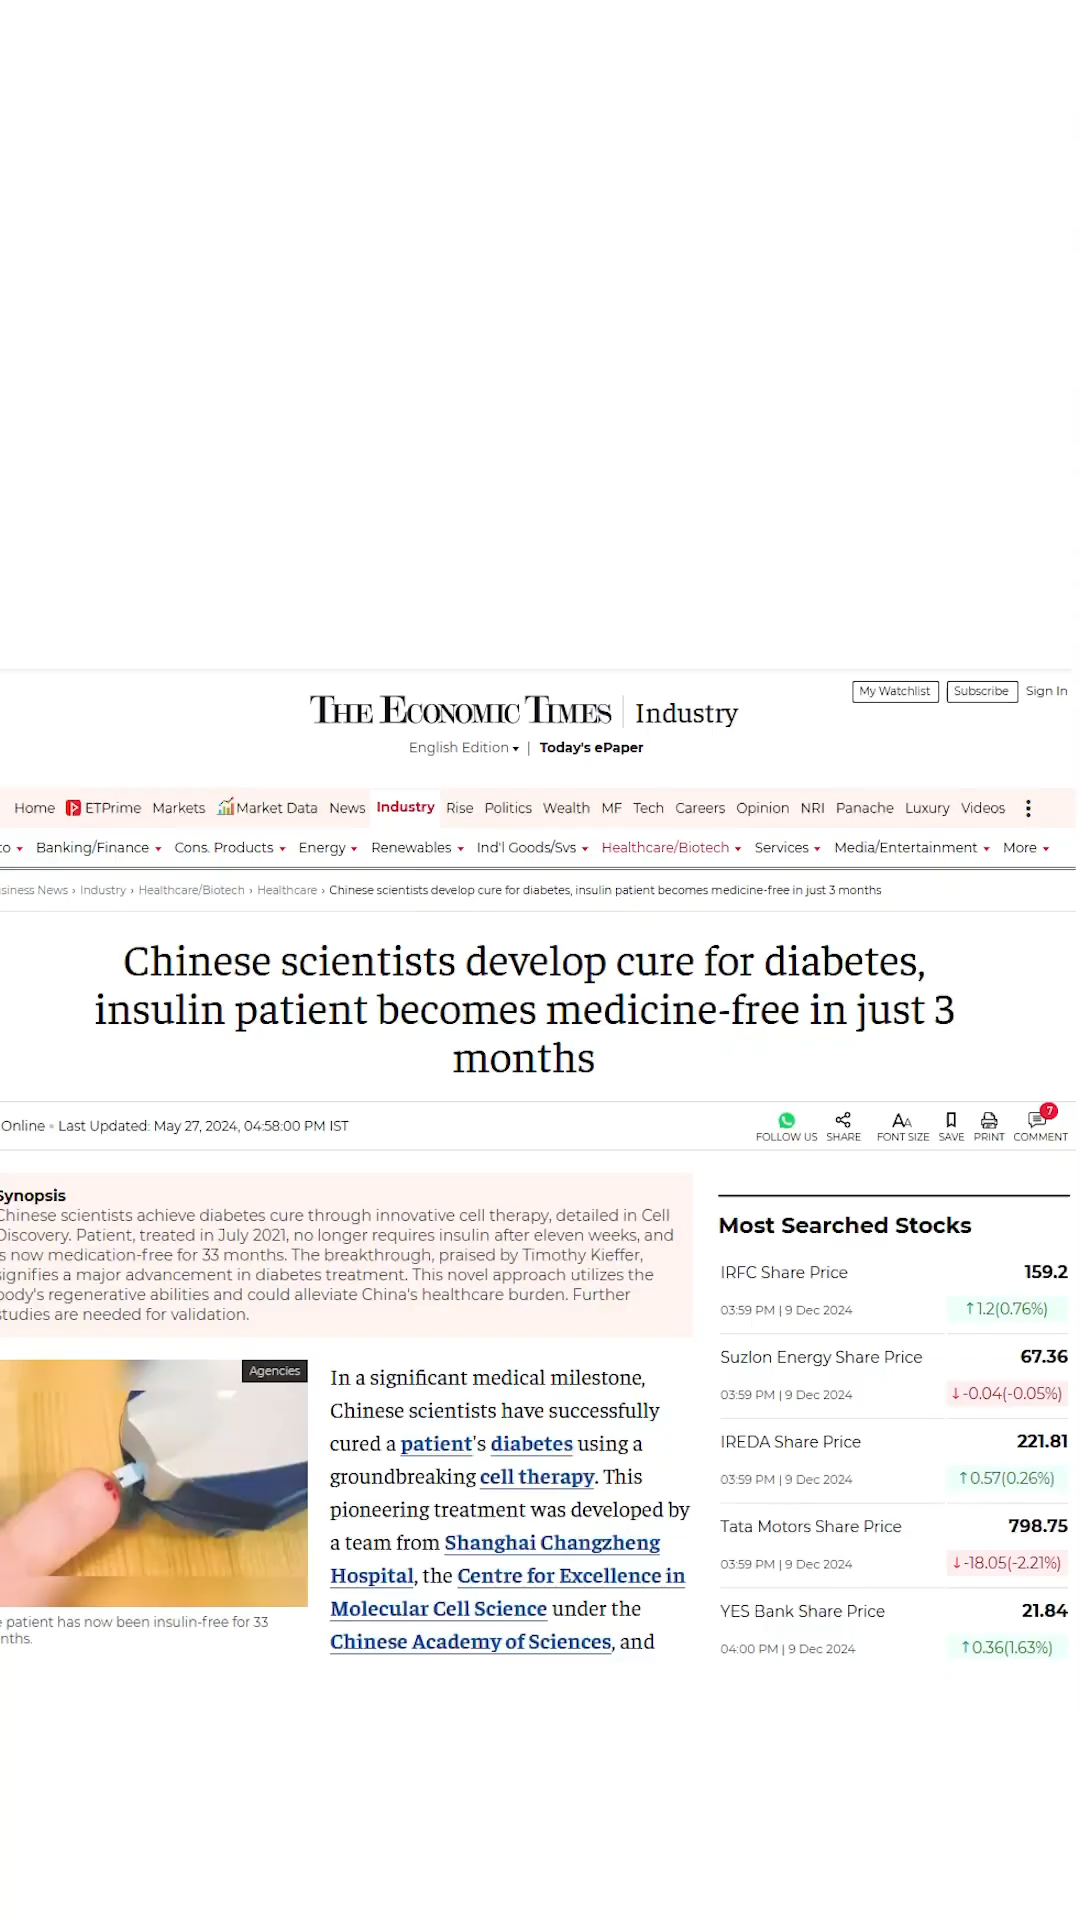 My Watchlist Subscribe Sign In
THE ECONOMIC TIMES Industry
English Edition | Today's ePaper
Home ETPrime Markets Market Data News Industry Rise Politics Wealth MF Tech Careers Opinion NRI Panache Luxury Videos
to Banking/Finance Cons. Products Energy Renewables Ind'l Goods/Svs Healthcare/Biotech Services Media/Entertainment More
siness News › Industry › Healthcare/Biotech › Healthcare › Chinese scientists develop cure for diabetes, insulin patient becomes medicine-free in just 3 months
Chinese scientists develop cure for diabetes,
insulin patient becomes medicine-free in just 3
months
Online • Last Updated: May 27, 2024, 04:58:00 PM IST
7
FOLLOW US SHARE FONT SIZE SAVE PRINT COMMENT
Synopsis
Chinese scientists achieve diabetes cure through innovative cell therapy, detailed in Cell
Discovery. Patient, treated in July 2021, no longer requires insulin after eleven weeks, and
is now medication-free for 33 months. The breakthrough, praised by Timothy Kieffer,
signifies a major advancement in diabetes treatment. This novel approach utilizes the
body's regenerative abilities and could alleviate China's healthcare burden. Further
studies are needed for validation.
Agencies
e patient has now been insulin-free for 33
nths.
In a significant medical milestone,
Chinese scientists have successfully
cured a patient's diabetes using a
groundbreaking cell therapy. This
pioneering treatment was developed by
a team from Shanghai Changzheng
Hospital, the Centre for Excellence in
Molecular Cell Science under the
Chinese Academy of Sciences, and
Most Searched Stocks
IRFC Share Price 159.2
03:59 PM | 9 Dec 2024 ↑1.2(0.76%)
Suzlon Energy Share Price 67.36
03:59 PM | 9 Dec 2024 ↓-0.04(-0.05%)
IREDA Share Price 221.81
03:59 PM | 9 Dec 2024 ↑0.57(0.26%)
Tata Motors Share Price 798.75
03:59 PM | 9 Dec 2024 ↓-18.05(-2.21%)
YES Bank Share Price 21.84
04:00 PM | 9 Dec 2024 ↑0.36(1.63%)